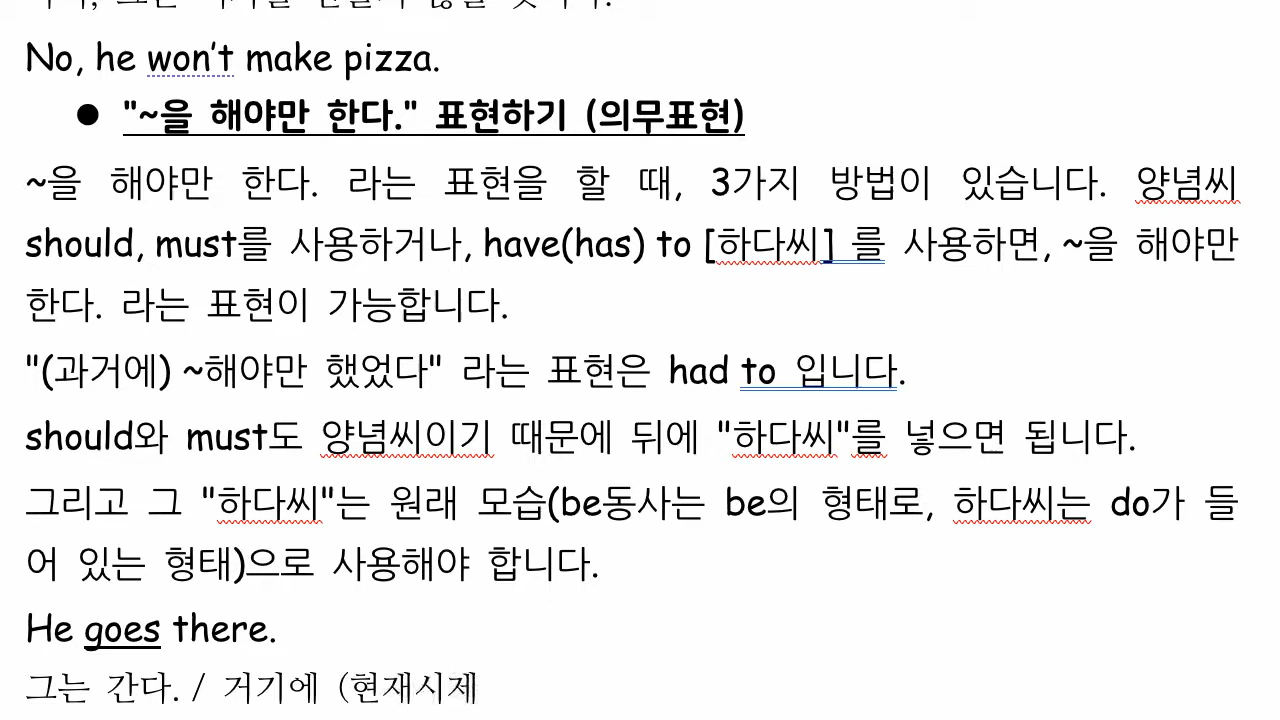 No, he won't make pizza.
● "~을 해야만 한다." 표현하기 (의무표현)
~을 해야만 한다. 라는 표현을 할 때, 3가지 방법이 있습니다. 양념씨
should, must를 사용하거나, have(has) to [하다씨] 를 사용하면, ~을 해야만
한다. 라는 표현이 가능합니다.
"(과거에) ~해야만 했었다" 라는 표현은 had to 입니다.
should와 must도 양념씨이기 때문에 뒤에 "하다씨"를 넣으면 됩니다.
그리고 그 "하다씨"는 원래 모습(be동사는 be의 형태로, 하다씨는 do가 들
어 있는 형태)으로 사용해야 합니다.
He goes there.
그는 간다. / 거기에 (현재시제